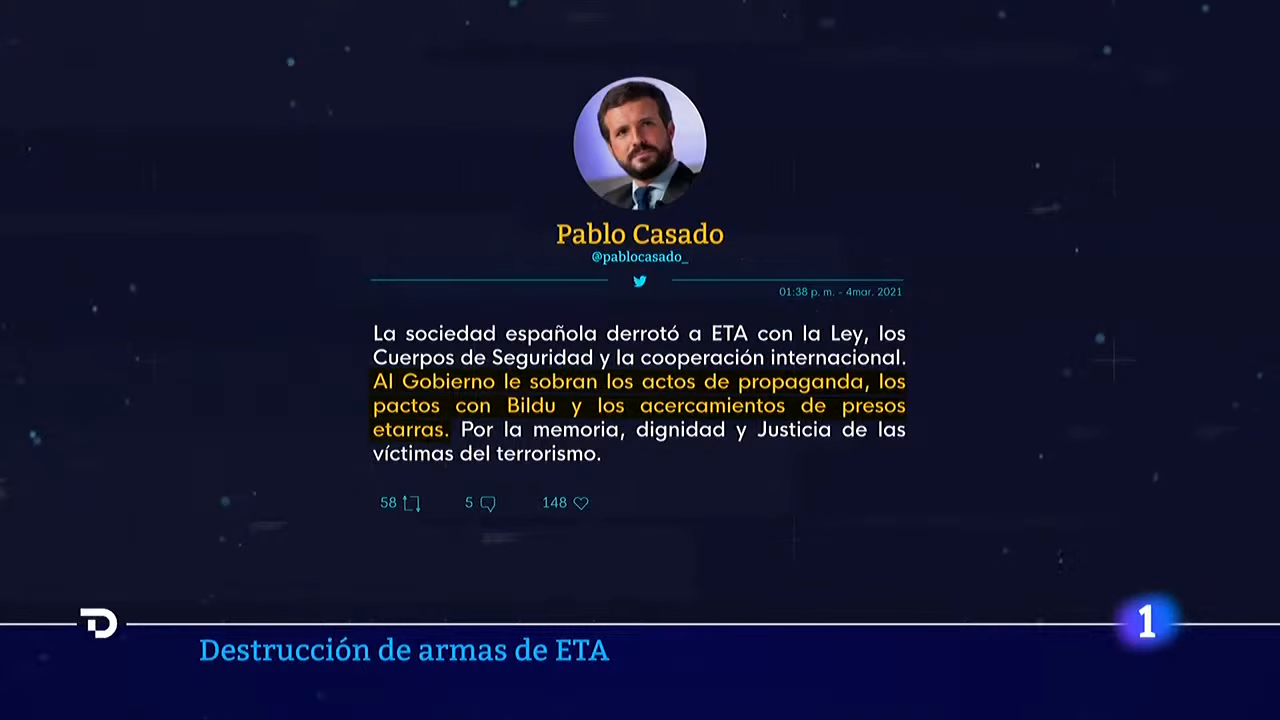 Pablo Casado
@pablocasado_
01:38 p. m. - 4mar. 2021
La sociedad española derrotó a ETA con la Ley, los
Cuerpos de Seguridad y la cooperación internacional.
Al Gobierno le sobran los actos de propaganda, los
pactos con Bildu y los acercamientos de presos
etarras. Por la memoria, dignidad y Justicia de las
víctimas del terrorismo.
58 5 148
1
Destrucción de armas de ETA